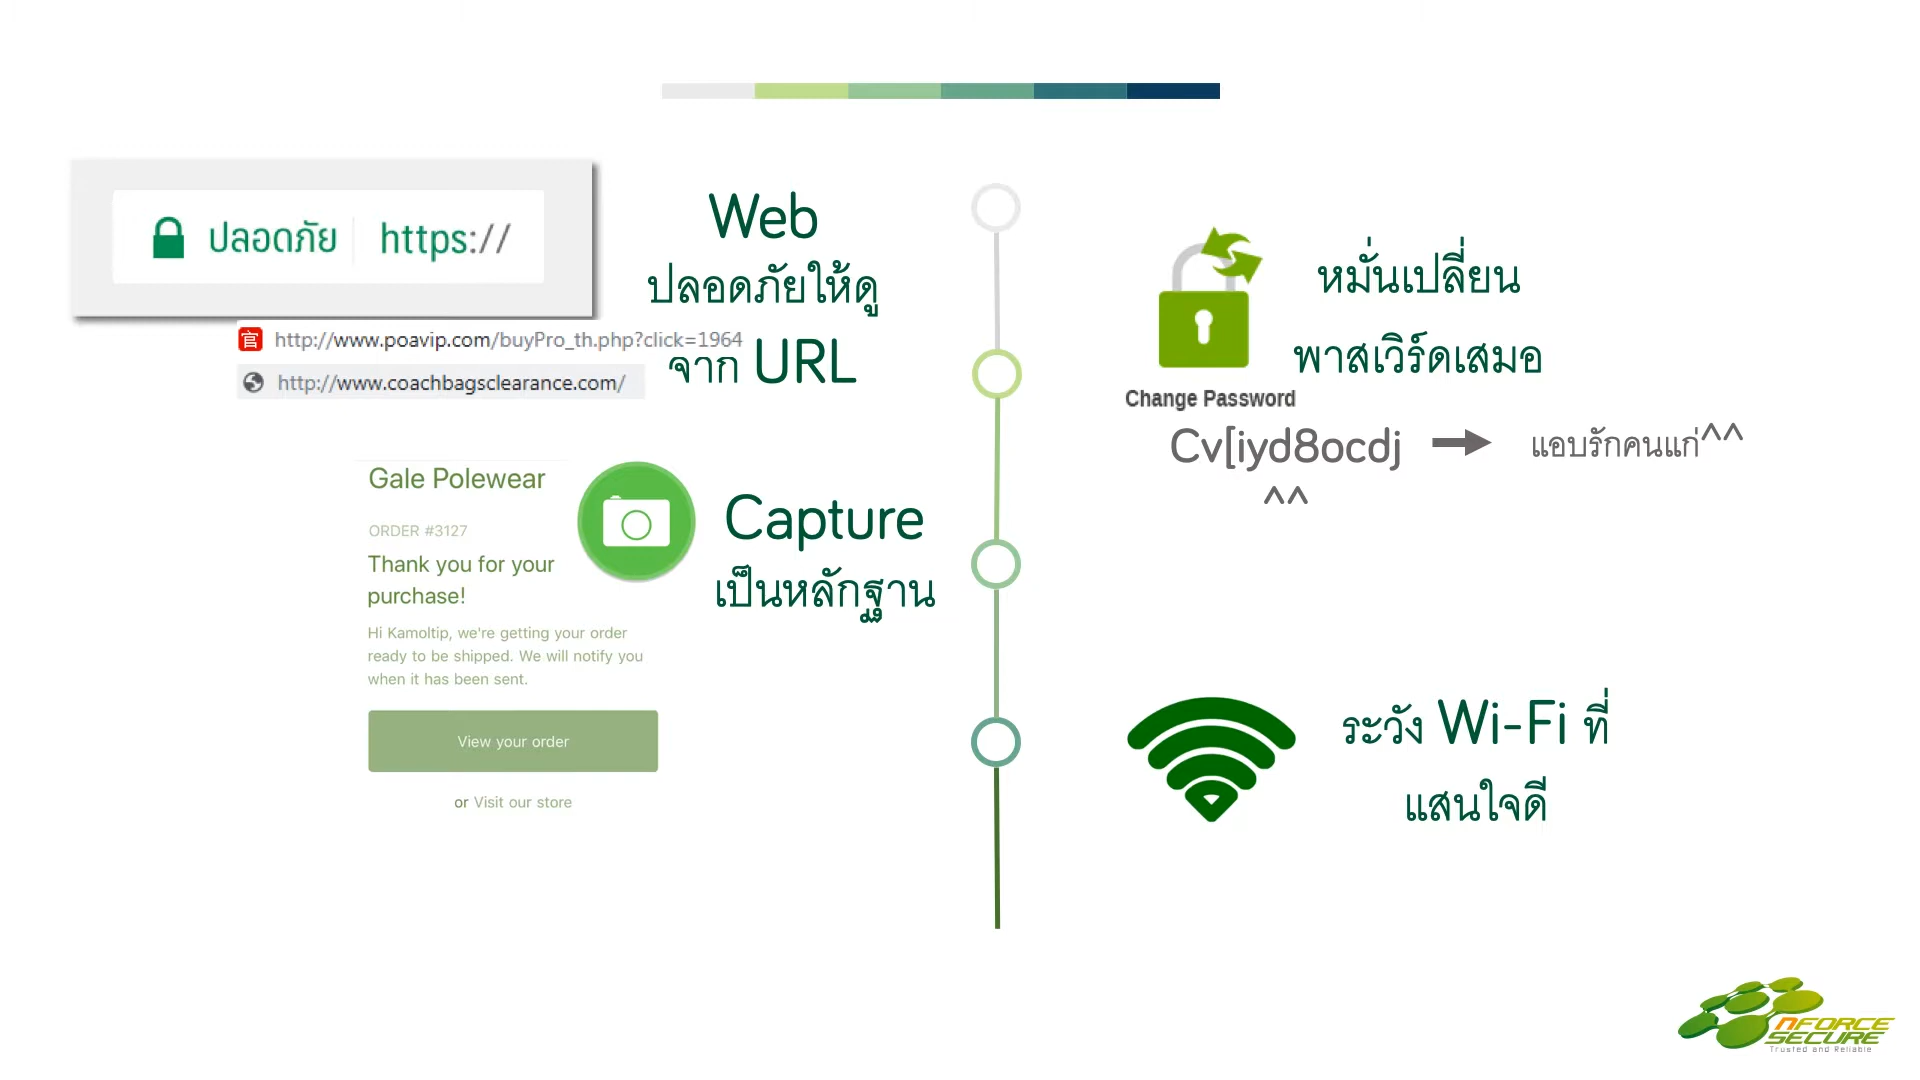 ปลอดภัย https://
http://www.poavip.com/buyPro_th.php?click=1964
http://www.coachbagsclearance.com/
Web
ปลอดภัยให้ดู
จาก URL
หมั่นเปลี่ยน
พาสเวิร์ดเสมอ
Change Password
Cv[iyd8ocdj
^^
แอบรักคนแก่^^
Gale Polewear
ORDER #3127
Thank you for your
purchase!
Hi Kamoltip, we're getting your order
ready to be shipped. We will notify you
when it has been sent.
View your order
or Visit our store
Capture
เป็นหลักฐาน
ระวัง Wi-Fi ที่
แสนใจดี
nFORCE
SECURE
Trusted and Reliable